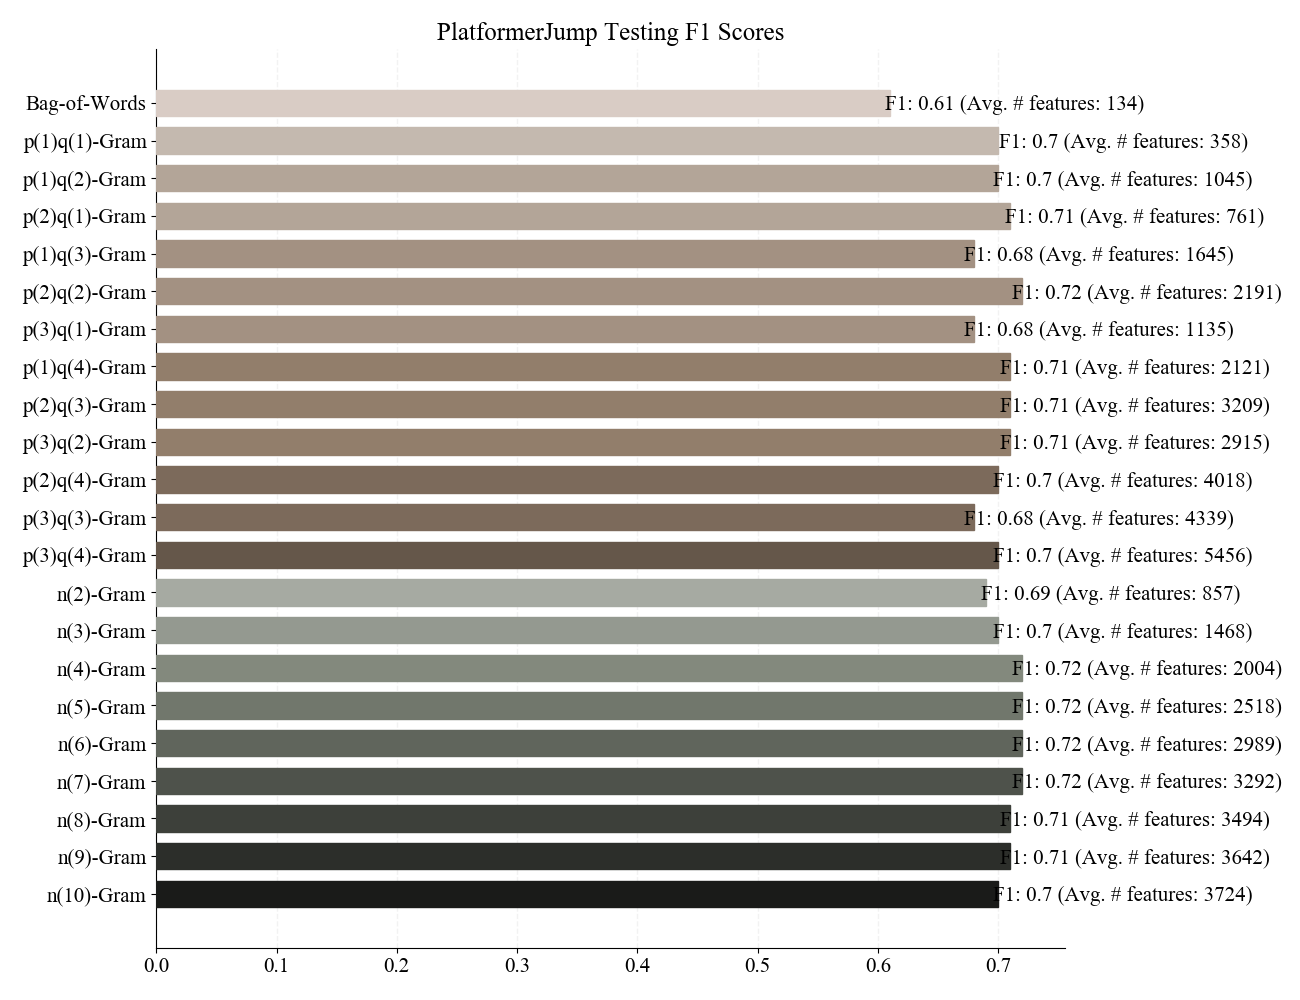 PlatformerJump Testing F1 Scores
Bag-of-Words F1: 0.61 (Avg. # features: 134)
p(1)q(1)-Gram F1: 0.7 (Avg. # features: 358)
p(1)q(2)-Gram F1: 0.7 (Avg. # features: 1045)
p(2)q(1)-Gram F1: 0.71 (Avg. # features: 761)
p(1)q(3)-Gram F1: 0.68 (Avg. # features: 1645)
p(2)q(2)-Gram F1: 0.72 (Avg. # features: 2191)
p(3)q(1)-Gram F1: 0.68 (Avg. # features: 1135)
p(1)q(4)-Gram F1: 0.71 (Avg. # features: 2121)
p(2)q(3)-Gram F1: 0.71 (Avg. # features: 3209)
p(3)q(2)-Gram F1: 0.71 (Avg. # features: 2915)
p(2)q(4)-Gram F1: 0.7 (Avg. # features: 4018)
p(3)q(3)-Gram F1: 0.68 (Avg. # features: 4339)
p(3)q(4)-Gram F1: 0.7 (Avg. # features: 5456)
n(2)-Gram F1: 0.69 (Avg. # features: 857)
n(3)-Gram F1: 0.7 (Avg. # features: 1468)
n(4)-Gram F1: 0.72 (Avg. # features: 2004)
n(5)-Gram F1: 0.72 (Avg. # features: 2518)
n(6)-Gram F1: 0.72 (Avg. # features: 2989)
n(7)-Gram F1: 0.72 (Avg. # features: 3292)
n(8)-Gram F1: 0.71 (Avg. # features: 3494)
n(9)-Gram F1: 0.71 (Avg. # features: 3642)
n(10)-Gram F1: 0.7 (Avg. # features: 3724)
0.0 0.1 0.2 0.3 0.4 0.5 0.6 0.7